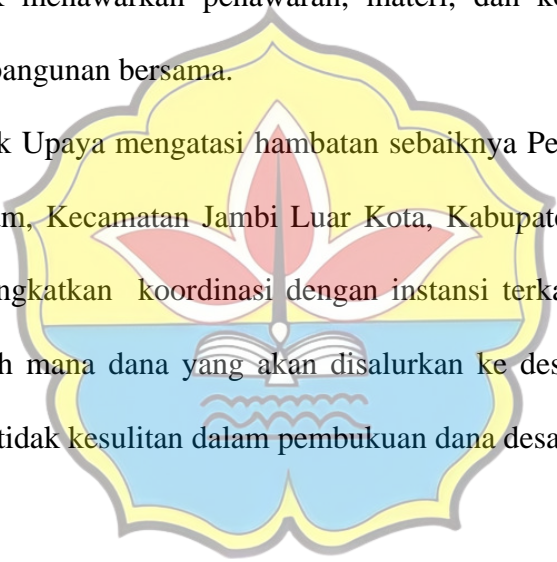 menawarkan penawaran, materi, dan
bangunan bersama.
k Upaya mengatasi hambatan sebaiknya Pe
m, Kecamatan Jambi Luar Kota, Kabupate
ngkatkan koordinasi dengan instansi terka
h mana dana yang akan disalurkan ke des
tidak kesulitan dalam pembukuan dana desa